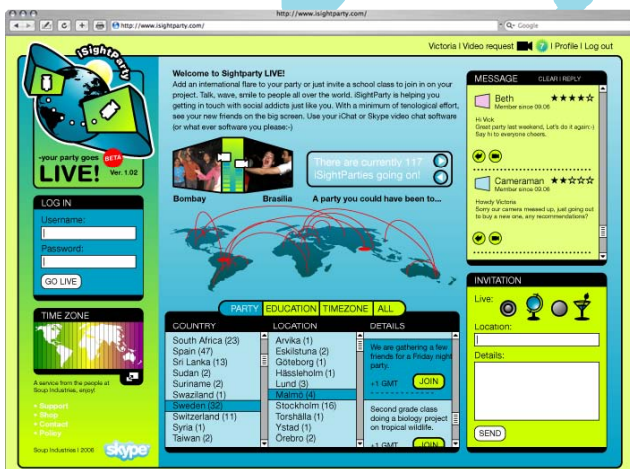 http://www.isightparty.com/
http://www.isightparty.com/
Google
Victoria I Video request ? I Profile I Log out
iSightParty
-your party goes
BETA
LIVE! Ver. 1.02
LOG IN
Username:
Password:
GO LIVE
TIME ZONE
A service from the people at
Soup Industries, enjoy!
+ Support
+ Shop
+ Contact
+ Policy
Soup Industries I 2006
skype
Welcome to Sightparty LIVE!
Add an international flare to your party or just invite a school class to join in on your
project. Talk, wave, smile to people all over the world. iSightParty is helping you
getting in touch with social addicts just like you. With a minimum of tenological effort,
see your new friends on the big screen. Use your iChat or Skype video chat software
(or what ever software you please:-)
There are currently 117
iSightParties going on!
Bombay
Brasilia
A party you could have been to...
PARTY EDUCATION TIMEZONE ALL
COUNTRY
South Africa (23)
Spain (47)
Sri Lanka (13)
Sudan (2)
Suriname (2)
Swaziland (1)
Sweden (32)
Switzerland (11)
Syria (1)
Taiwan (2)
LOCATION
Arvika (1)
Eskilstuna (2)
Göteborg (1)
Hässleholm (1)
Lund (3)
Malmö (4)
Stockholm (16)
Torshälla (1)
Ystad (1)
Örebro (2)
DETAILS
We are gathering a few
friends for a Friday night
party.
+1 GMT JOIN
Second grade class
doing a biology project
on tropical wildlife.
+1 GMT JOIN
MESSAGE CLEAR I REPLY
Beth
Member since 09.06
Hi Vick
Great party last weekend, Let's do it again:-)
Say hi to everyone cheers.
Cameraman
Member since 09.06
Howdy Victoria
Sorry our camera messed up, just going out
to buy a new one, any recommendations?
INVITATION
Live:
Location:
Details:
SEND